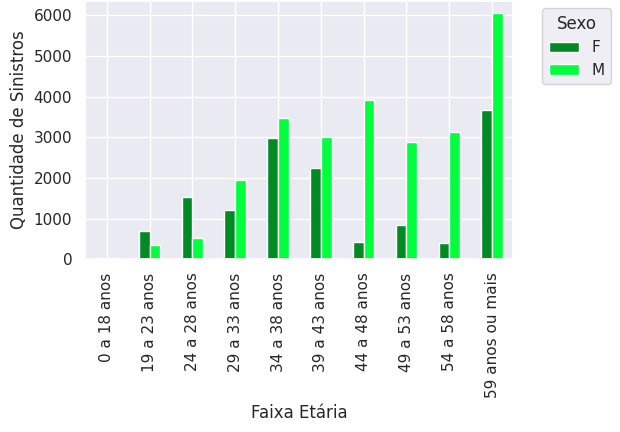 Sexo
F
M
Quantidade de Sinistros
6000
5000
4000
3000
2000
1000
0
0 a 18 anos
19 a 23 anos
24 a 28 anos
29 a 33 anos
34 a 38 anos
39 a 43 anos
44 a 48 anos
49 a 53 anos
54 a 58 anos
59 anos ou mais
Faixa Etária